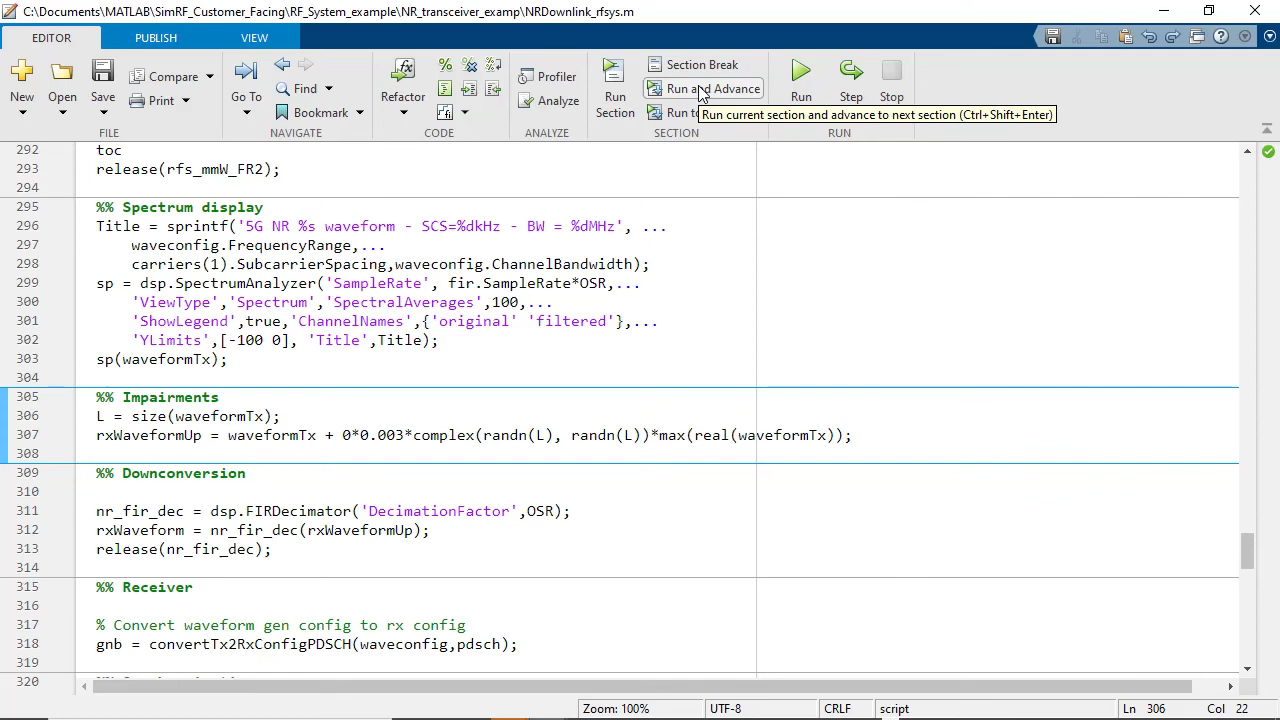 C:\Documents\MATLAB\SimRF_Customer_Facing\RF_System_example\NR_transceiver_examp\NRDownlink_rfsys.m
EDITOR PUBLISH VIEW
New Open Save Compare Print
Go To Find Bookmark
Refactor
Profiler Analyze
Run Section
Section Break
Run and Advance
Run to
Run Step Stop
Run current section and advance to next section (Ctrl+Shift+Enter)
FILE NAVIGATE CODE ANALYZE SECTION RUN
292 toc
293 release(rfs_mmW_FR2);
294
295 %% Spectrum display
296 Title = sprintf('5G NR %s waveform - SCS=%dkHz - BW = %dMHz', ...
297 waveconfig.FrequencyRange,...
298 carriers(1).SubcarrierSpacing,waveconfig.ChannelBandwidth);
299 sp = dsp.SpectrumAnalyzer('SampleRate', fir.SampleRate*OSR,...
300 'ViewType','Spectrum','SpectralAverages',100,...
301 'ShowLegend',true,'ChannelNames',{'original' 'filtered'},...
302 'YLimits',[-100 0], 'Title',Title);
303 sp(waveformTx);
304
305 %% Impairments
306 L = size(waveformTx);
307 rxWaveformUp = waveformTx + 0*0.003*complex(randn(L), randn(L))*max(real(waveformTx));
308
309 %% Downconversion
310
311 nr_fir_dec = dsp.FIRDecimator('DecimationFactor',OSR);
312 rxWaveform = nr_fir_dec(rxWaveformUp);
313 release(nr_fir_dec);
314
315 %% Receiver
316
317 % Convert waveform gen config to rx config
318 gnb = convertTx2RxConfigPDSCH(waveconfig,pdsch);
319
320
Zoom: 100% UTF-8 CRLF script Ln 306 Col 22